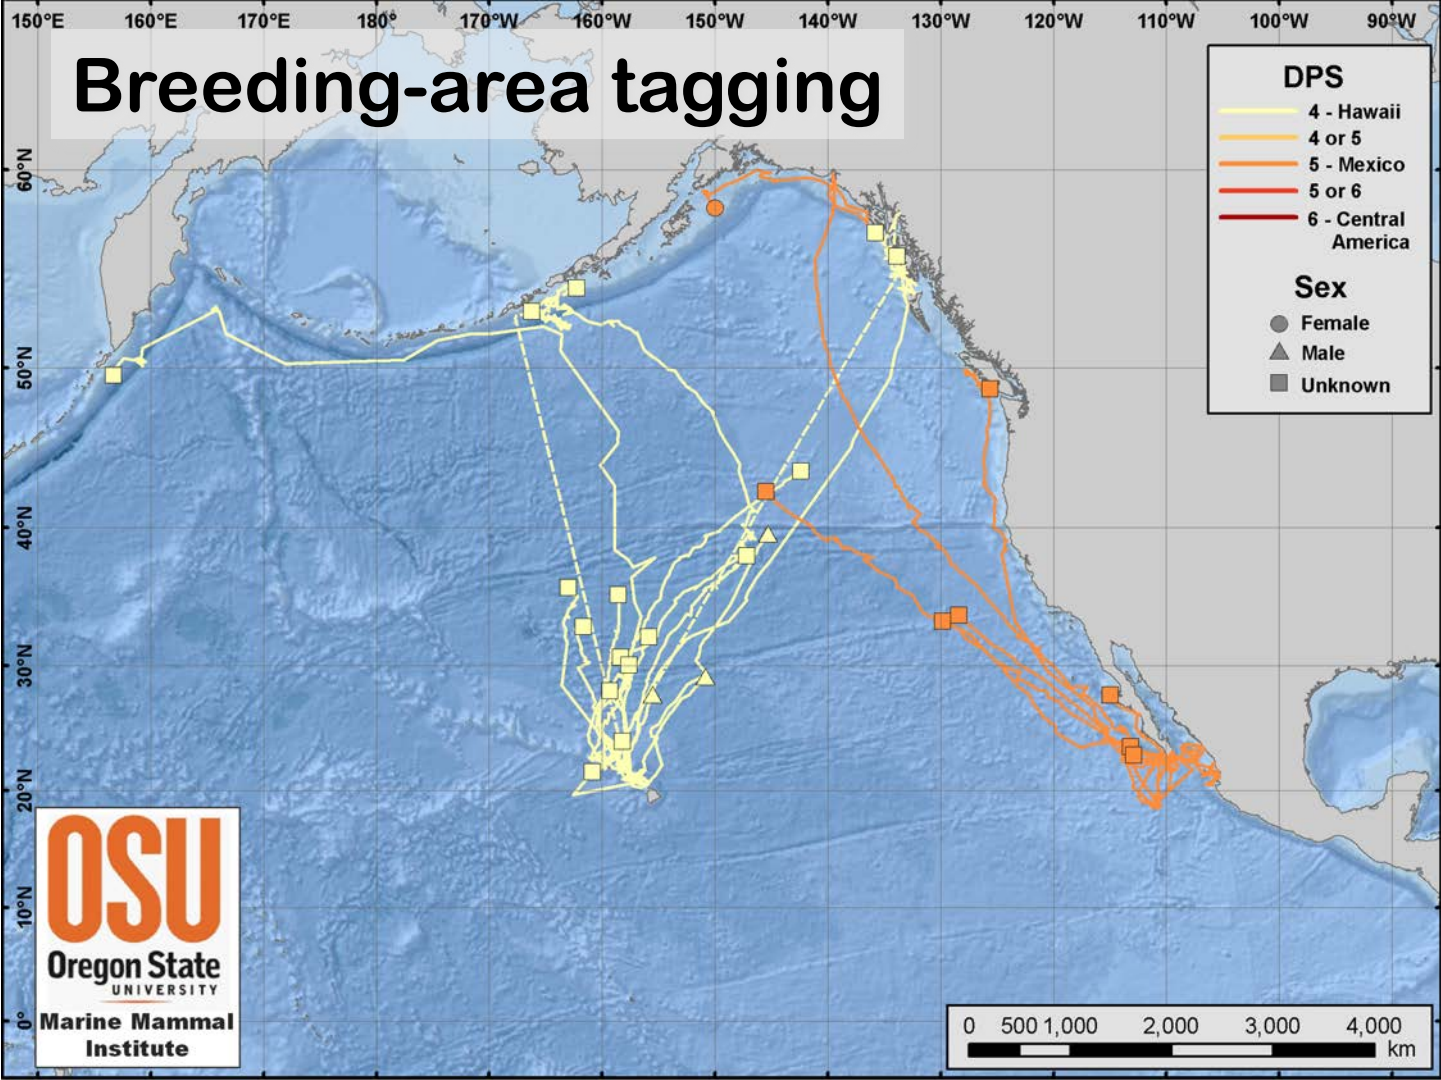 150°E 160°E 170°E 180° 170°W 160°W 150°W 140°W 130°W 120°W 110°W 100°W 90°W
Breeding-area tagging
DPS
4 - Hawaii
4 or 5
5 - Mexico
5 or 6
6 - Central
America
Sex
Female
Male
Unknown
60°N
50°N
40°N
30°N
20°N
10°N
0°
OSU
Oregon State
UNIVERSITY
Marine Mammal
Institute
0 500 1,000 2,000 3,000 4,000
km